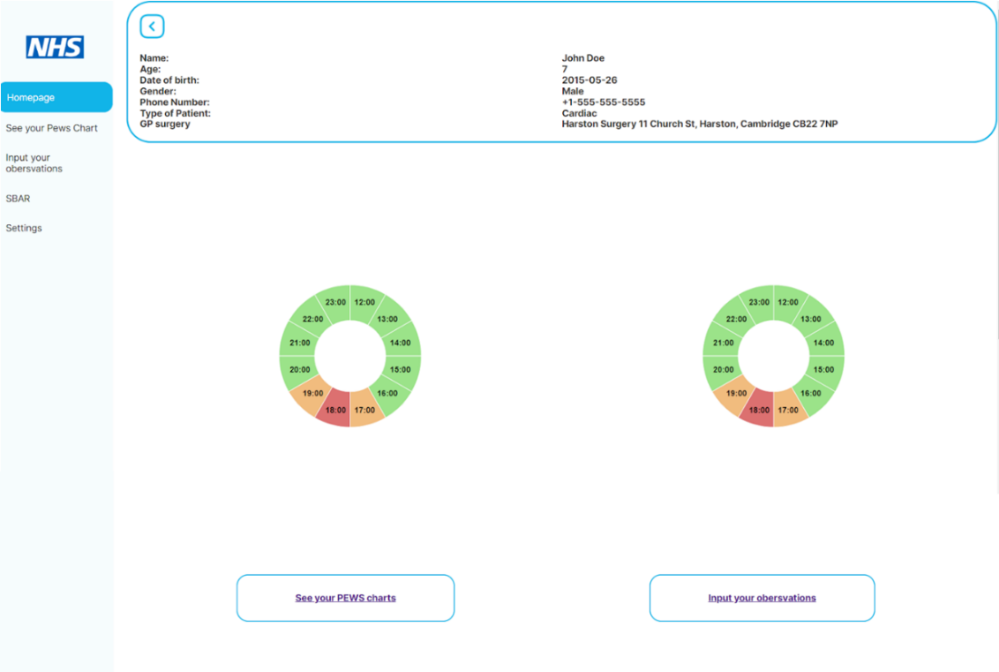 NHS
Homepage
See your Pews Chart
Input your
obersvations
SBAR
Settings
Name: John Doe
Age: 7
Date of birth: 2015-05-26
Gender: Male
Phone Number: +1-555-555-5555
Type of Patient: Cardiac
GP surgery Harston Surgery 11 Church St, Harston, Cambridge CB22 7NP
23:00 12:00
22:00 13:00
21:00 14:00
20:00 15:00
19:00 16:00
18:00 17:00
23:00 12:00
22:00 13:00
21:00 14:00
20:00 15:00
19:00 16:00
18:00 17:00
See your PEWS charts
Input your obersvations